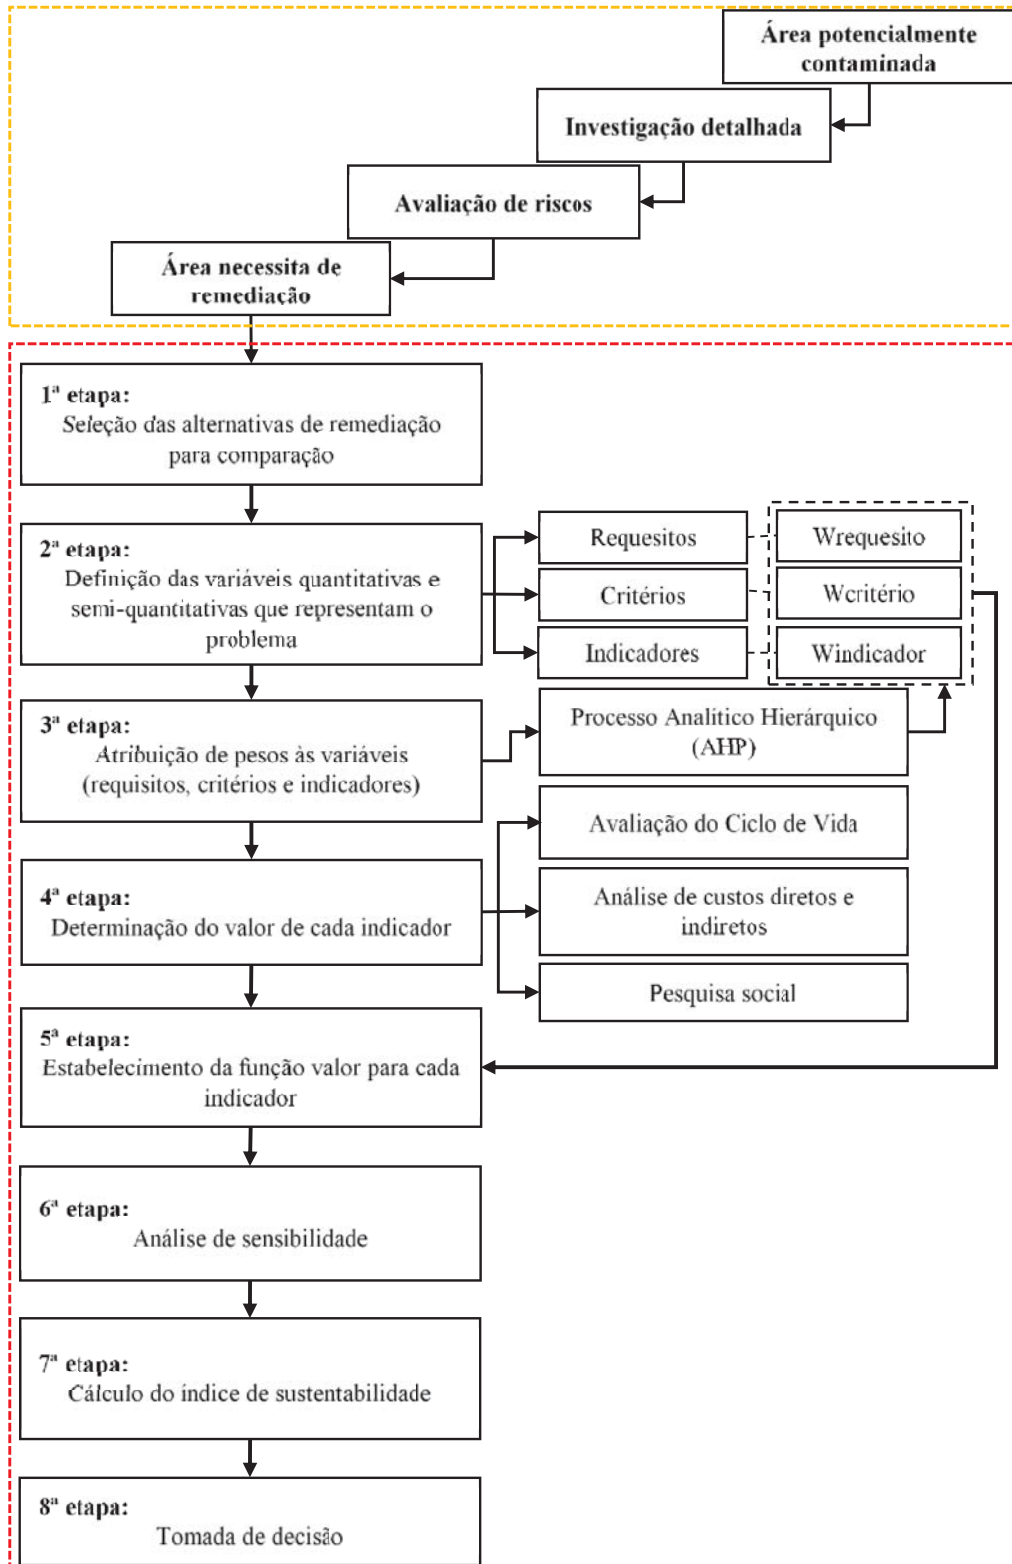 Área potencialmente
contaminada
Investigação detalhada
Avaliação de riscos
Área necessita de
remediação
1ª etapa:
Seleção das alternativas de remediação
para comparação
2ª etapa:
Definição das variáveis quantitativas e
semi-quantitativas que representam o
problema
Requesitos
Wrequesito
Critérios
Wcritério
Indicadores
Windicador
3ª etapa:
Atribuição de pesos às variáveis
(requisitos, critérios e indicadores)
Processo Analítico Hierárquico
(AHP)
4ª etapa:
Determinação do valor de cada indicador
Avaliação do Ciclo de Vida
Análise de custos diretos e
indiretos
Pesquisa social
5ª etapa:
Estabelecimento da função valor para cada
indicador
6ª etapa:
Análise de sensibilidade
7ª etapa:
Cálculo do índice de sustentabilidade
8ª etapa:
Tomada de decisão